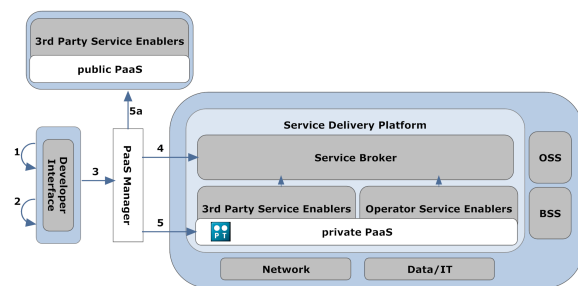 3rd Party Service Enablers
public PaaS
5a
Service Delivery Platform
1
2
Developer
Interface
3
PaaS Manager
4
Service Broker
OSS
3rd Party Service Enablers
Operator Service Enablers
BSS
5
PT
private PaaS
Network
Data/IT